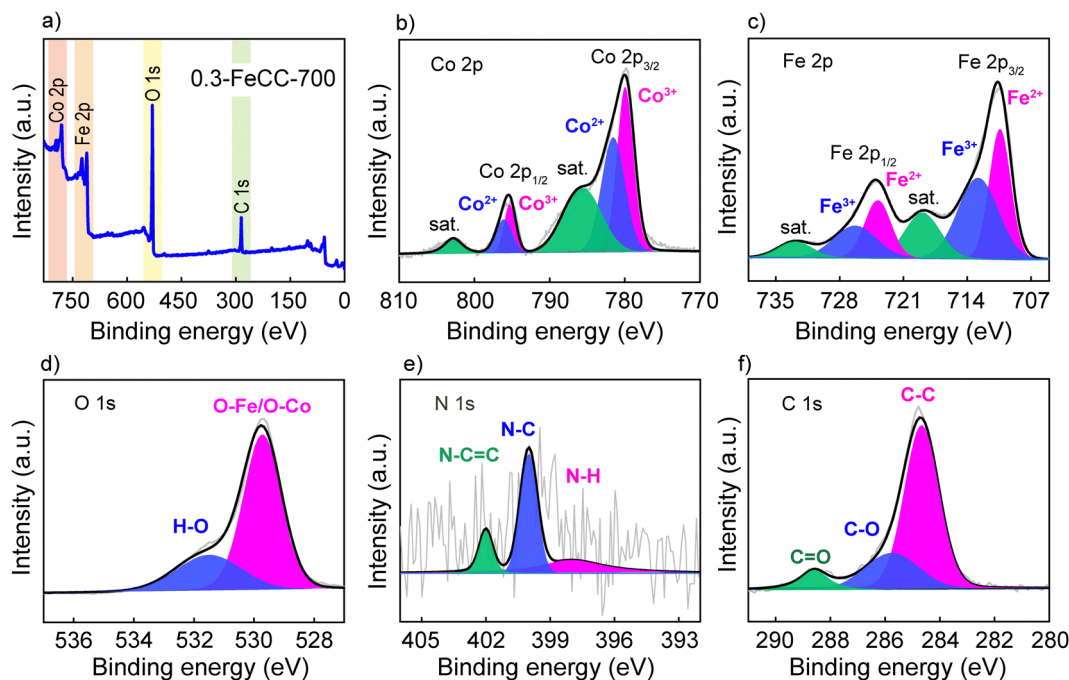 a)
0.3-FeCC-700
Co 2p
Fe 2p
O 1s
C 1s
Intensity (a.u.)
750 600 450 300 150 0
Binding energy (eV)
b)
Co 2p
Co 2p₃/₂
Co³⁺
Co²⁺
sat.
Co 2p₁/₂
Co²⁺ Co³⁺
sat.
Intensity (a.u.)
810 800 790 780 770
Binding energy (eV)
c)
Fe 2p
Fe 2p₃/₂
Fe²⁺
Fe³⁺
Fe 2p₁/₂
Fe²⁺
sat.
Fe³⁺
sat.
Intensity (a.u.)
735 728 721 714 707
Binding energy (eV)
d)
O 1s
O-Fe/O-Co
H-O
Intensity (a.u.)
536 534 532 530 528
Binding energy (eV)
e)
N 1s
N-C
N-C=C
N-H
Intensity (a.u.)
405 402 399 396 393
Binding energy (eV)
f)
C 1s
C-C
C-O
C=O
Intensity (a.u.)
290 288 286 284 282 280
Binding energy (eV)